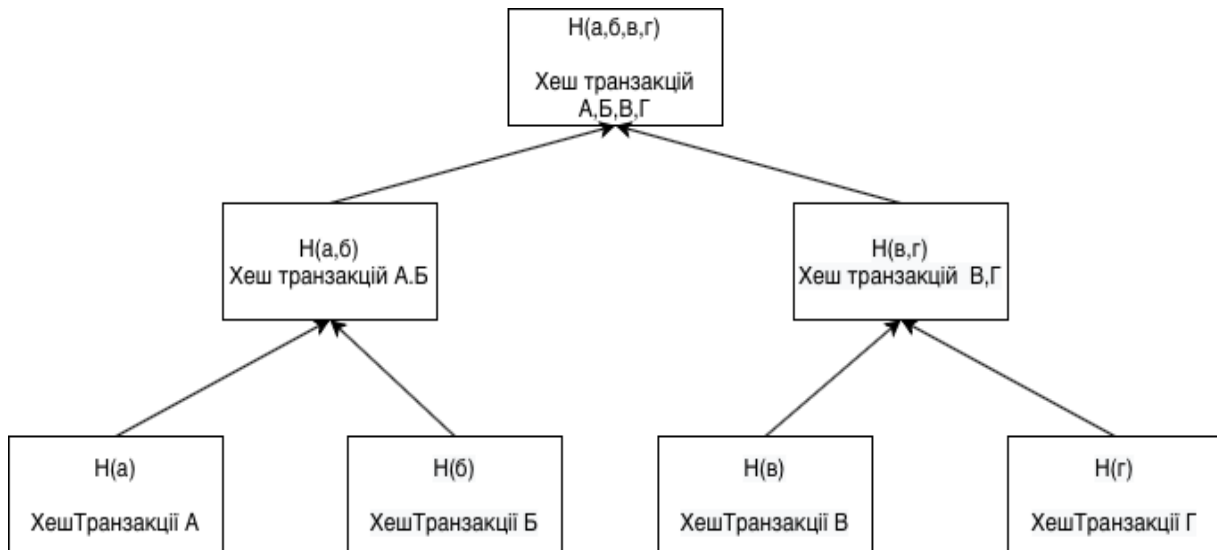 Н(а,б,в,г)
Хеш транзакцій
А,Б,В,Г
Н(а,б)
Хеш транзакцій А.Б
Н(в,г)
Хеш транзакцій В,Г
Н(а)
ХешТранзакції А
Н(б)
ХешТранзакції Б
Н(в)
ХешТранзакції В
Н(г)
ХешТранзакції Г